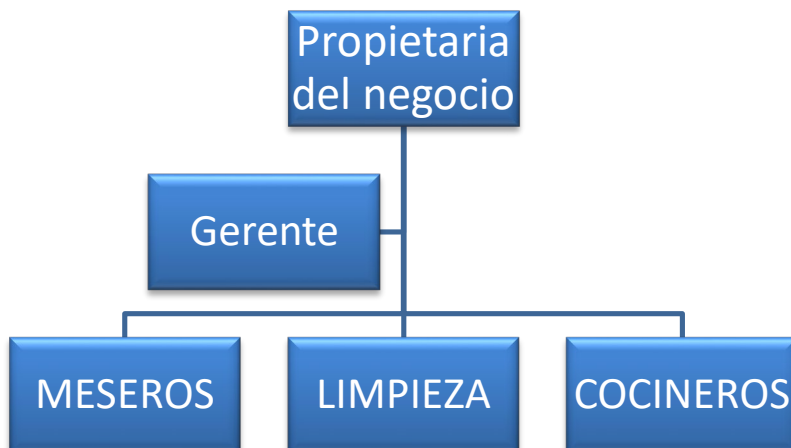 Propietaria
del negocio
Gerente
MESEROS
LIMPIEZA
COCINEROS